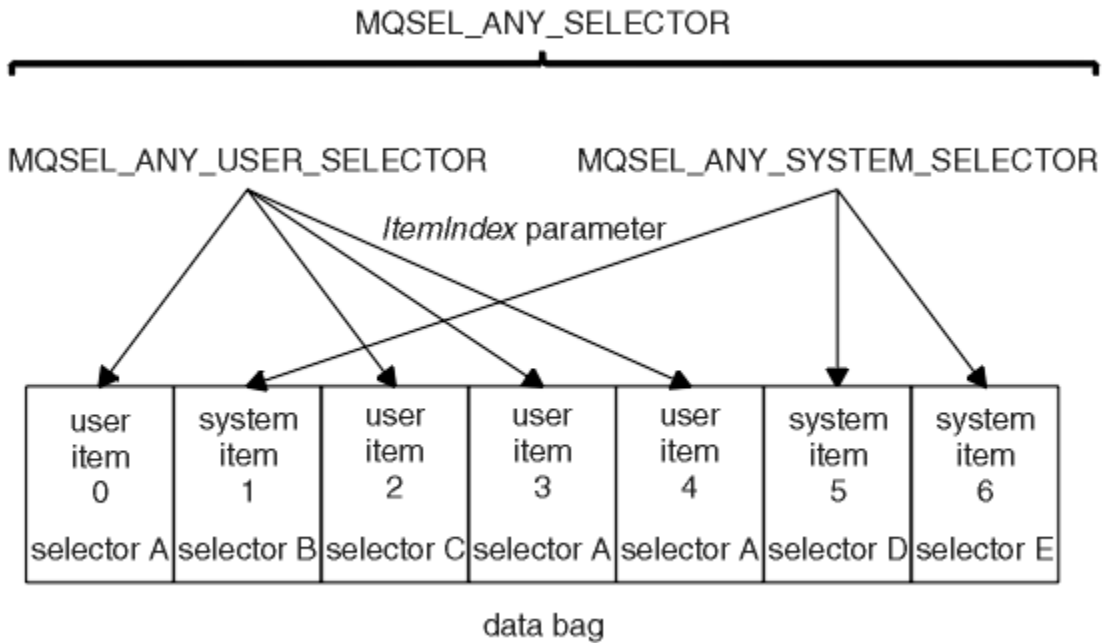 MQSEL_ANY_SELECTOR
MQSEL_ANY_USER_SELECTOR
MQSEL_ANY_SYSTEM_SELECTOR
ItemIndex parameter
user
item
0
selector A
system
item
1
selector B
user
item
2
selector C
user
item
3
selector A
user
item
4
selector A
system
item
5
selector D
system
item
6
selector E
data bag